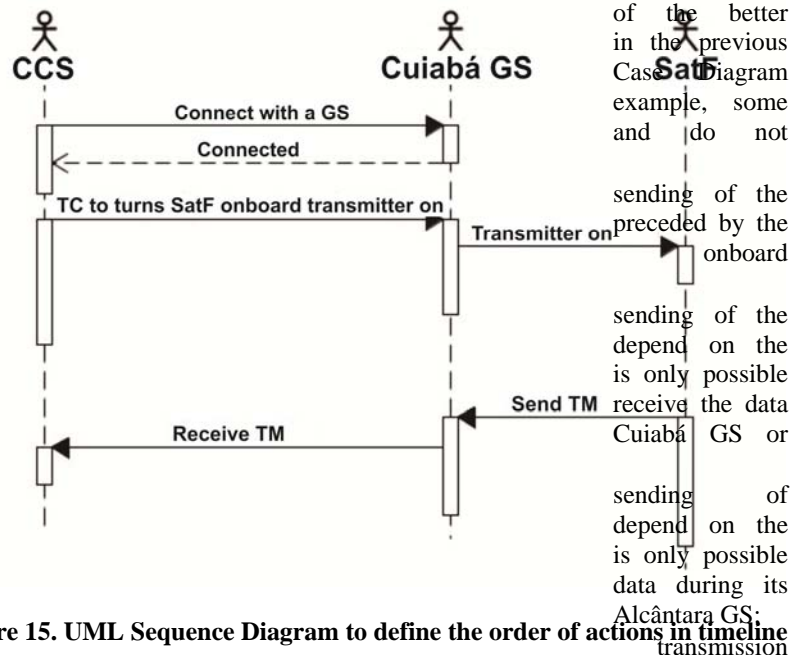 CCS
Cuiabá GS
SatF
Connect with a GS
Connected
TC to turns SatF onboard transmitter on
Transmitter on
Send TM
Receive TM
of the better
in the previous
Case Diagram
example, some
and do not
sending of the
preceded by the
onboard
sending of the
depend on the
is only possible
receive the data
Cuiabá GS or
sending of
depend on the
is only possible
data during its
Alcântara GS;
transmission
re 15. UML Sequence Diagram to define the order of actions in timeline